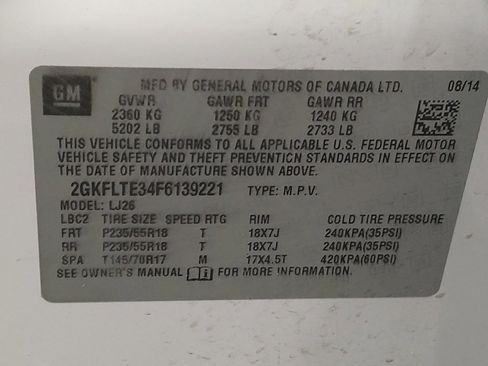 GM
MFD BY GENERAL MOTORS OF CANADA LTD. 08/14
GVWR GAWR FRT GAWR RR
2360 KG 1250 KG 1240 KG
5202 LB 2755 LB 2733 LB
THIS VEHICLE CONFORMS TO ALL APPLICABLE U.S. FEDERAL MOTOR
VEHICLE SAFETY AND THEFT PREVENTION STANDARDS IN EFFECT ON
THE DATE OF MANUFACTURE SHOWN ABOVE.
2GKFLTE34F6139221 TYPE: M.P.V.
MODEL: LJ26
LBC2 TIRE SIZE SPEED RTG RIM COLD TIRE PRESSURE
FRT P235/55R18 T 18X7J 240KPA(35PSI)
RR P235/55R18 T 18X7J 240KPA(35PSI)
SPA T145/70R17 M 17X4.5T 420KPA(60PSI)
SEE OWNER'S MANUAL FOR MORE INFORMATION.